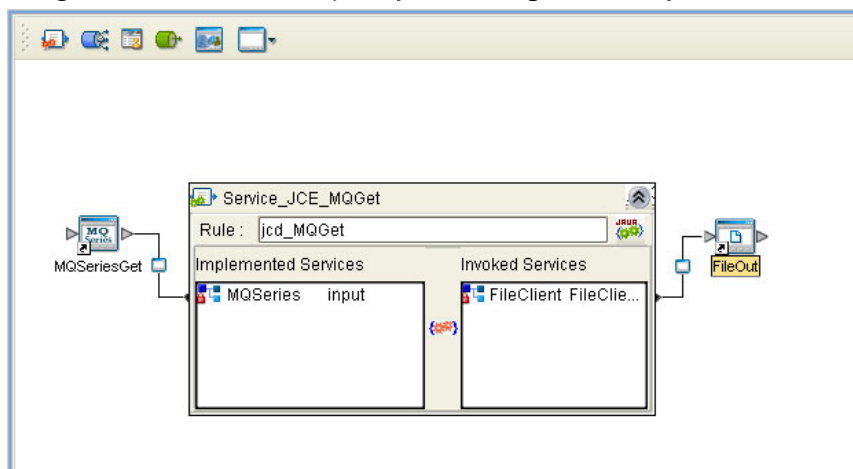 Service_JCE_MQGet
Rule : jcd_MQGet
JAVA
MQ
Series
MQSeriesGet
Implemented Services
Invoked Services
FileOut
MQSeries input
FileClient FileClie...